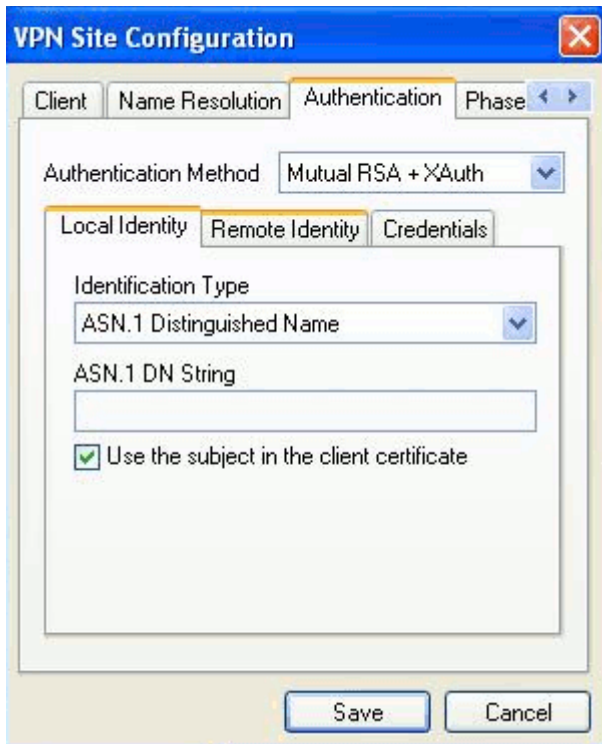 VPN Site Configuration
Client Name Resolution Authentication Phase
Authentication Method Mutual RSA + XAuth
Local Identity Remote Identity Credentials
Identification Type
ASN.1 Distinguished Name
ASN.1 DN String
Use the subject in the client certificate
Save Cancel